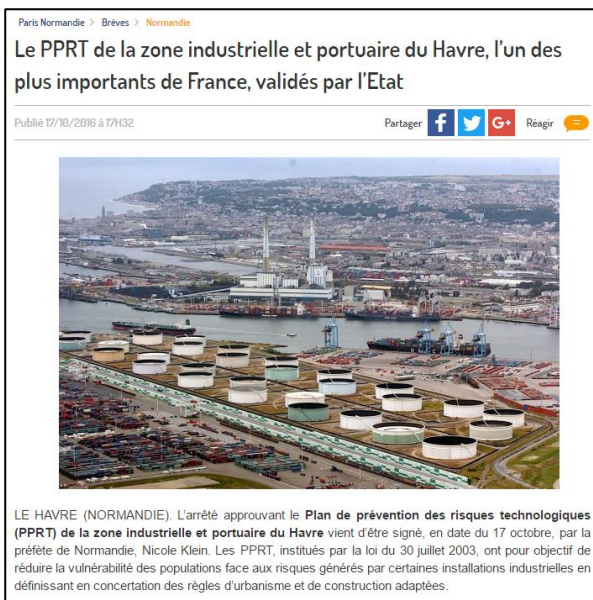 Paris Normandie > Brèves > Normandie
Le PPRT de la zone industrielle et portuaire du Havre, l'un des
plus importants de France, validés par l'Etat
Publié 17/10/2016 à 17H32
Partager f G+ Réagir
LE HAVRE (NORMANDIE). L'arrêté approuvant le Plan de prévention des risques technologiques
(PPRT) de la zone industrielle et portuaire du Havre vient d'être signé, en date du 17 octobre, par la
préfète de Normandie, Nicole Klein. Les PPRT, institués par la loi du 30 juillet 2003, ont pour objectif de
réduire la vulnérabilité des populations face aux risques générés par certaines installations industrielles en
définissant en concertation des règles d'urbanisme et de construction adaptées.